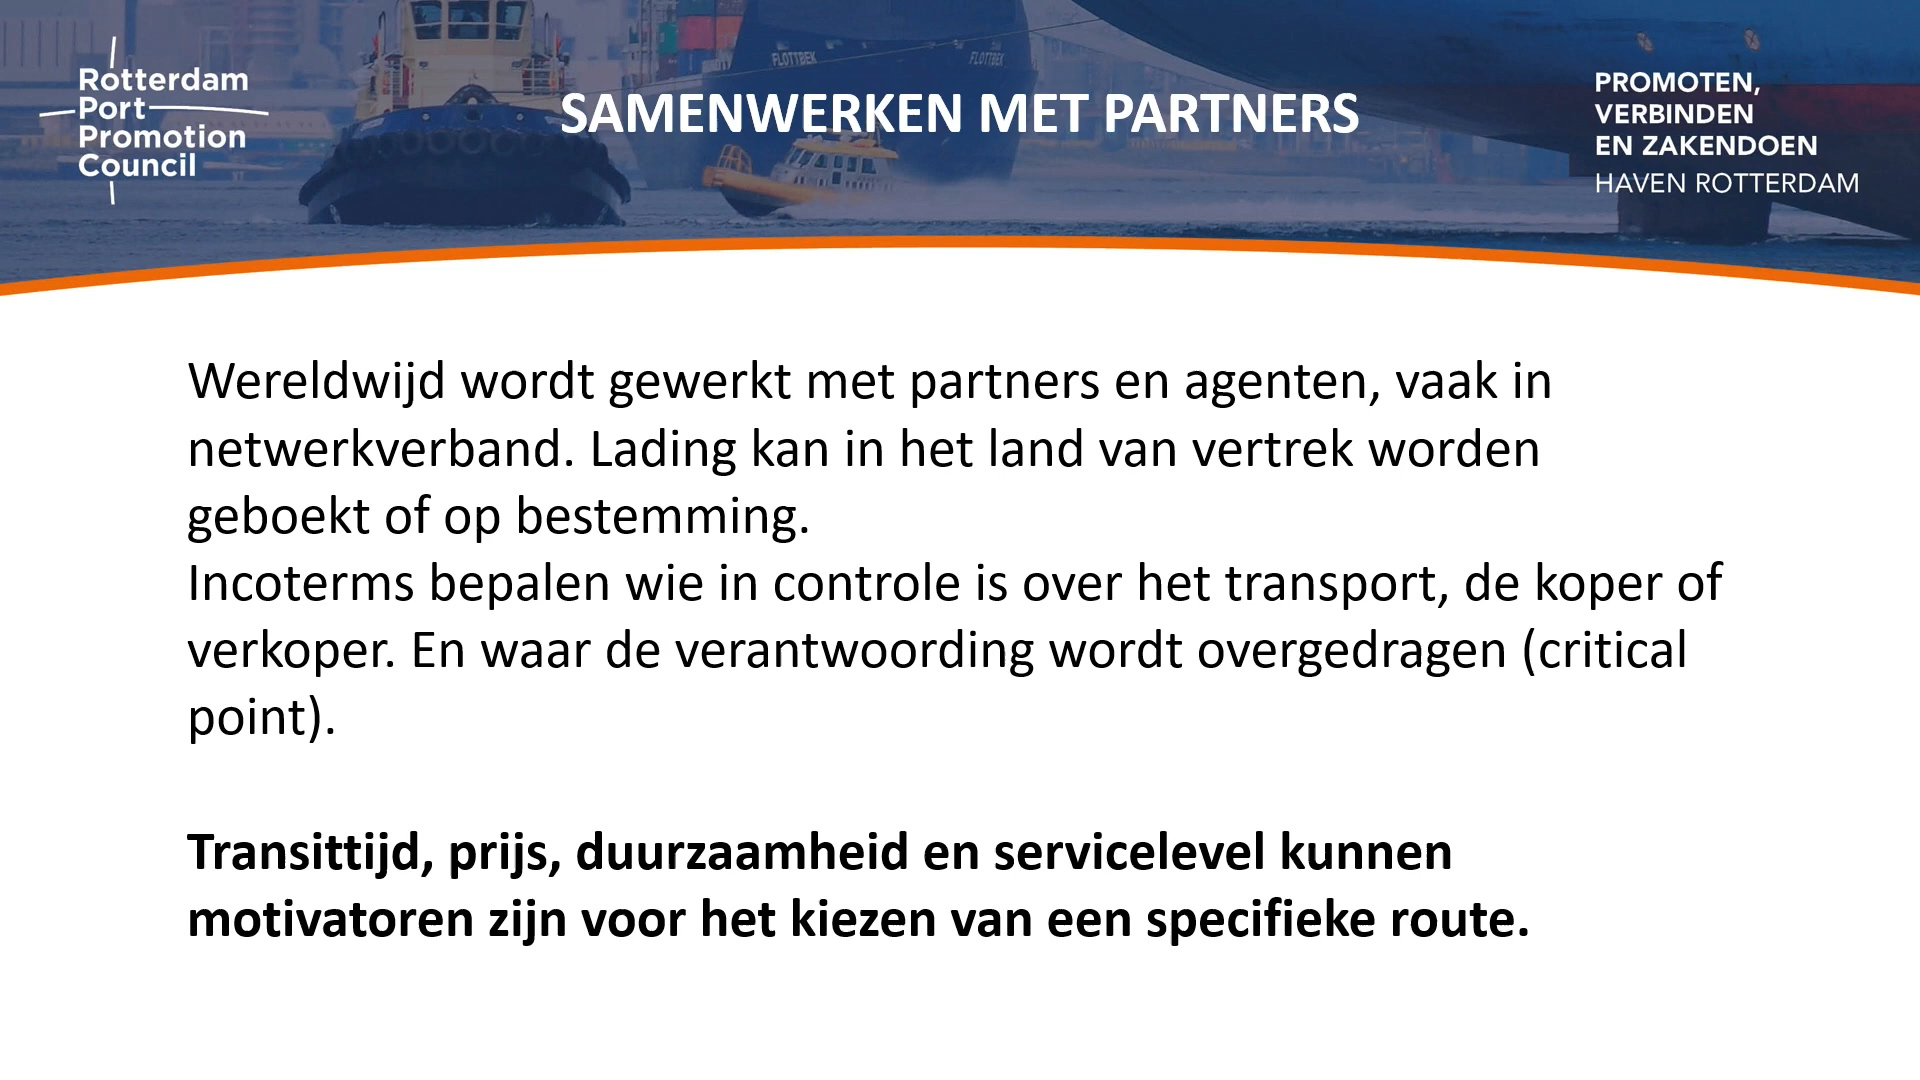 Rotterdam
Port
Promotion
Council
FLOTTBEK
FLOTTBEK
SAMENWERKEN MET PARTNERS
PROMOTEN,
VERBINDEN
EN ZAKENDOEN
HAVEN ROTTERDAM
Wereldwijd wordt gewerkt met partners en agenten, vaak in
netwerkverband. Lading kan in het land van vertrek worden
geboekt of op bestemming.
Incoterms bepalen wie in controle is over het transport, de koper of
verkoper. En waar de verantwoording wordt overgedragen (critical
point).
Transittijd, prijs, duurzaamheid en servicelevel kunnen
motivatoren zijn voor het kiezen van een specifieke route.